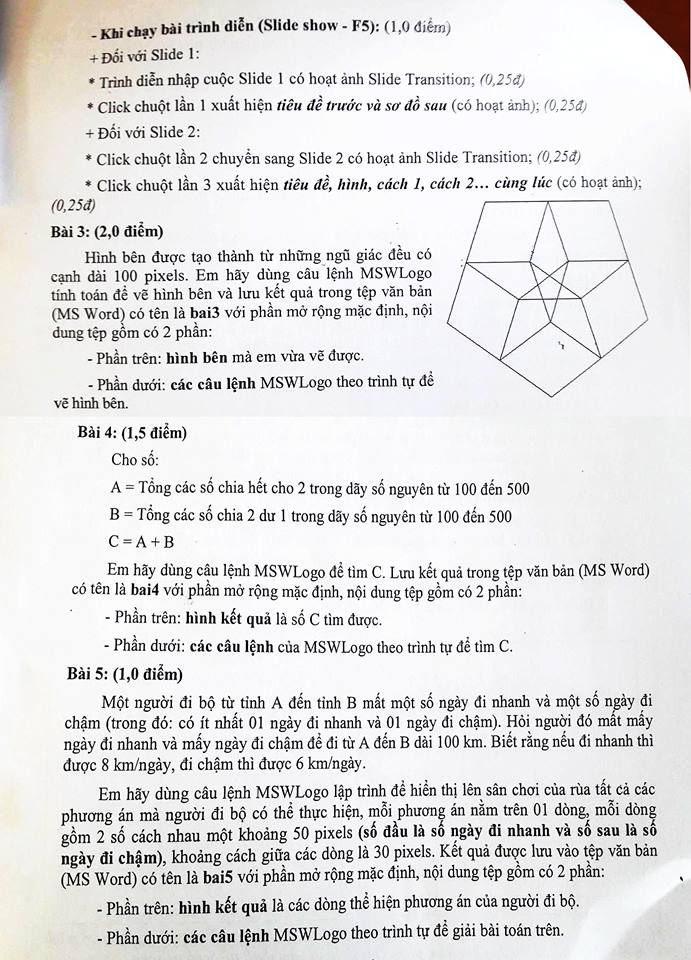 - Khi chạy bài trình diễn (Slide show - F5): (1,0 điểm)
+ Đối với Slide 1:
* Trình diễn nhập cuộc Slide 1 có hoạt ảnh Slide Transition; (0,25đ)
* Click chuột lần 1 xuất hiện tiêu đề trước và sơ đồ sau (có hoạt ảnh); (0,25đ)
+ Đối với Slide 2:
* Click chuột lần 2 chuyển sang Slide 2 có hoạt ảnh Slide Transition; (0,25đ)
* Click chuột lần 3 xuất hiện tiêu đề, hình, cách 1, cách 2… cùng lúc (có hoạt ảnh);
(0,25đ)
Bài 3: (2,0 điểm)
Hình bên được tạo thành từ những ngũ giác đều có
cạnh dài 100 pixels. Em hãy dùng câu lệnh MSWLogo
tính toán để vẽ hình bên và lưu kết quả trong tệp văn bản
(MS Word) có tên là bai3 với phần mở rộng mặc định, nội
dung tệp gồm có 2 phần:
- Phần trên: hình bên mà em vừa vẽ được.
- Phần dưới: các câu lệnh MSWLogo theo trình tự để
vẽ hình bên.
Bài 4: (1,5 điểm)
Cho số:
A = Tổng các số chia hết cho 2 trong dãy số nguyên từ 100 đến 500
B = Tổng các số chia 2 dư 1 trong dãy số nguyên từ 100 đến 500
C = A + B
Em hãy dùng câu lệnh MSWLogo để tìm C. Lưu kết quả trong tệp văn bản (MS Word)
có tên là bai4 với phần mở rộng mặc định, nội dung tệp gồm có 2 phần:
- Phần trên: hình kết quả là số C tìm được.
- Phần dưới: các câu lệnh của MSWLogo theo trình tự để tìm C.
Bài 5: (1,0 điểm)
Một người đi bộ từ tỉnh A đến tỉnh B mất một số ngày đi nhanh và một số ngày đi
chậm (trong đó: có ít nhất 01 ngày đi nhanh và 01 ngày đi chậm). Hỏi người đó mất mấy
ngày đi nhanh và mấy ngày đi chậm để đi từ A đến B dài 100 km. Biết rằng nếu đi nhanh thì
được 8 km/ngày, đi chậm thì được 6 km/ngày.
Em hãy dùng câu lệnh MSWLogo lập trình để hiển thị lên sân chơi của rùa tất cả các
phương án mà người đi bộ có thể thực hiện, mỗi phương án nằm trên 01 dòng, mỗi dòng
gồm 2 số cách nhau một khoảng 50 pixels (số đầu là số ngày đi nhanh và số sau là số
ngày đi chậm), khoảng cách giữa các dòng là 30 pixels. Kết quả được lưu vào tệp văn bản
(MS Word) có tên là bai5 với phần mở rộng mặc định, nội dung tệp gồm có 2 phần:
- Phần trên: hình kết quả là các dòng thể hiện phương án của người đi bộ.
- Phần dưới: các câu lệnh MSWLogo theo trình tự để giải bài toán trên.